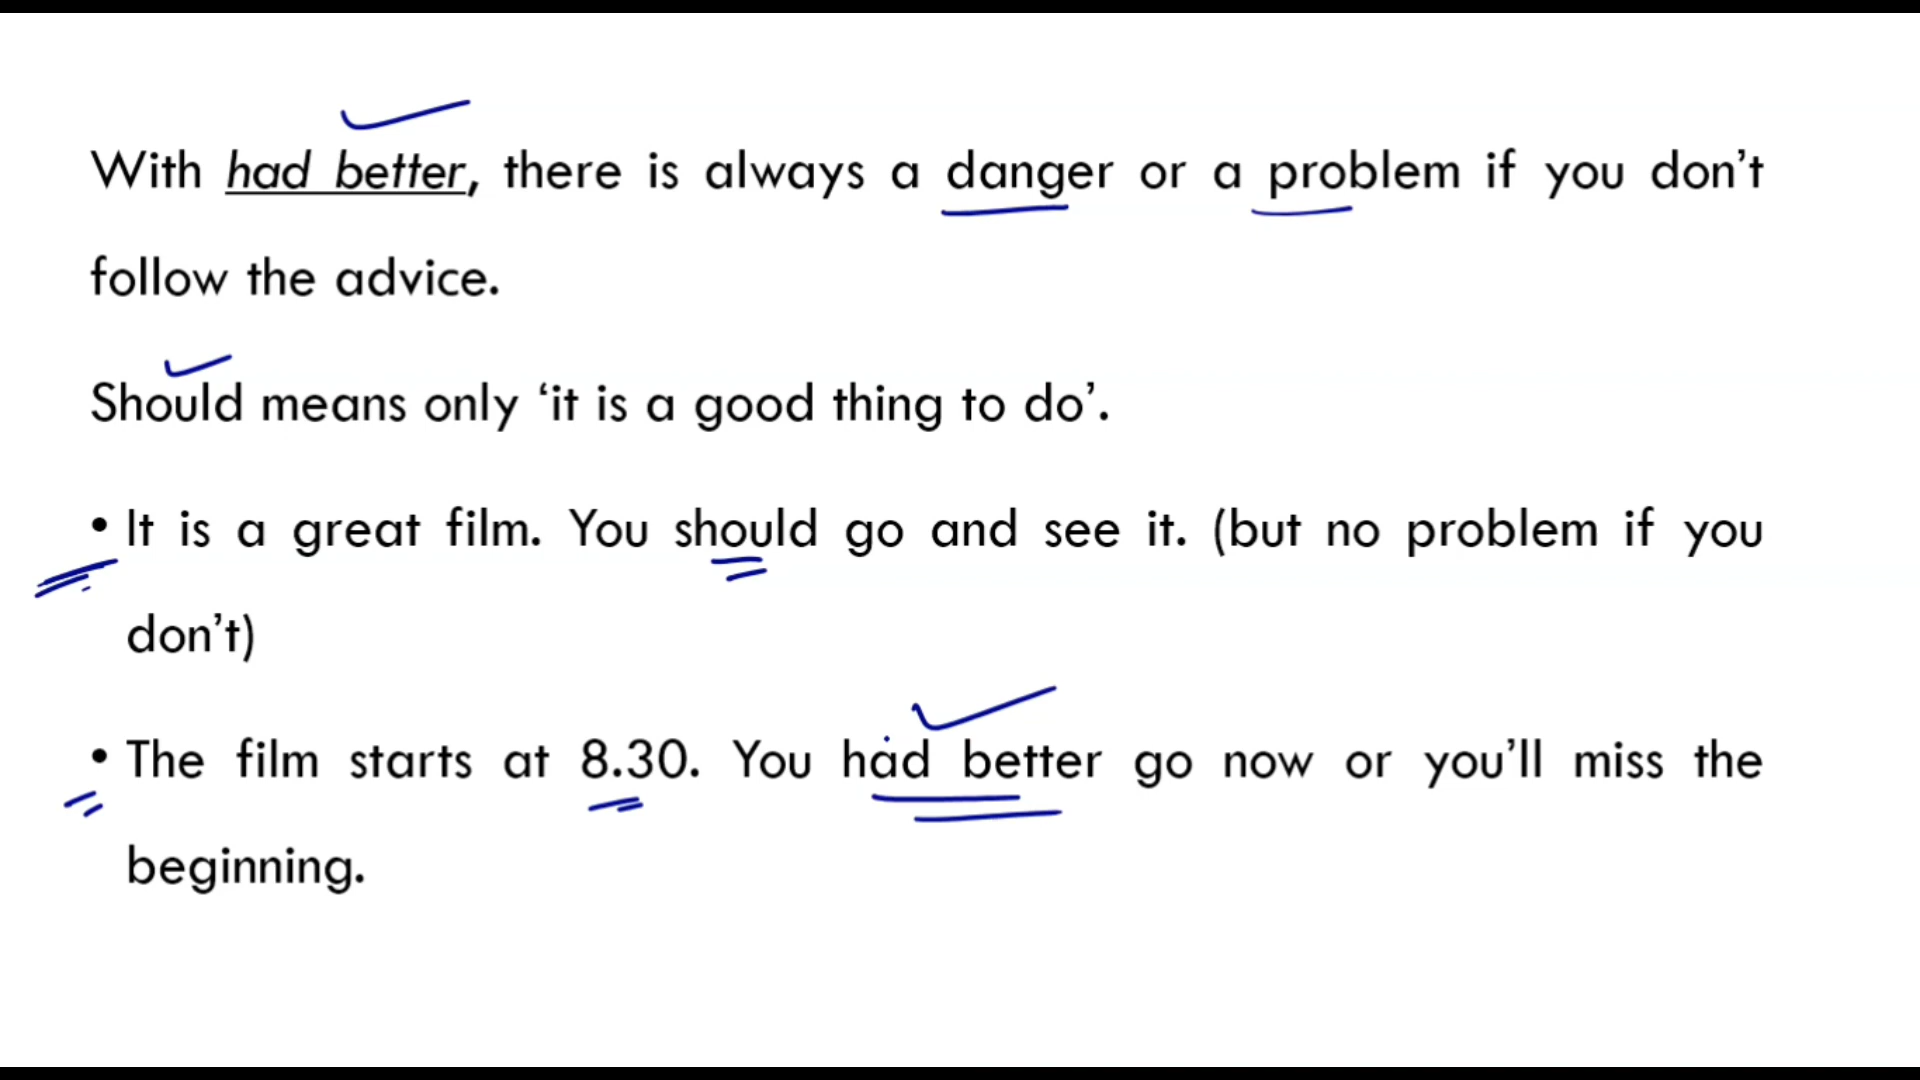 With had better, there is always a danger or a problem if you don’t
follow the advice.
Should means only ‘it is a good thing to do’.
• It is a great film. You should go and see it. (but no problem if you
don’t)
• The film starts at 8.30. You had better go now or you’ll miss the
beginning.